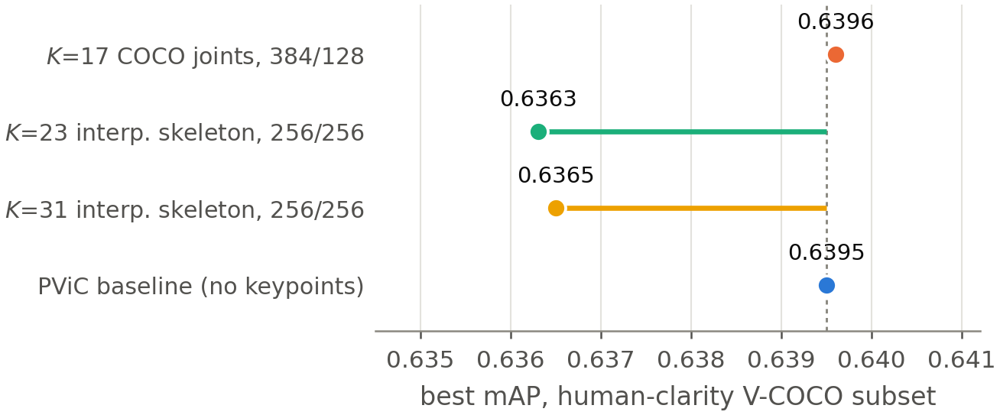 0.6396
K=17 COCO joints, 384/128
0.6363
K=23 interp. skeleton, 256/256
0.6365
K=31 interp. skeleton, 256/256
0.6395
PViC baseline (no keypoints)
0.635 0.636 0.637 0.638 0.639 0.640 0.641
best mAP, human-clarity V-COCO subset